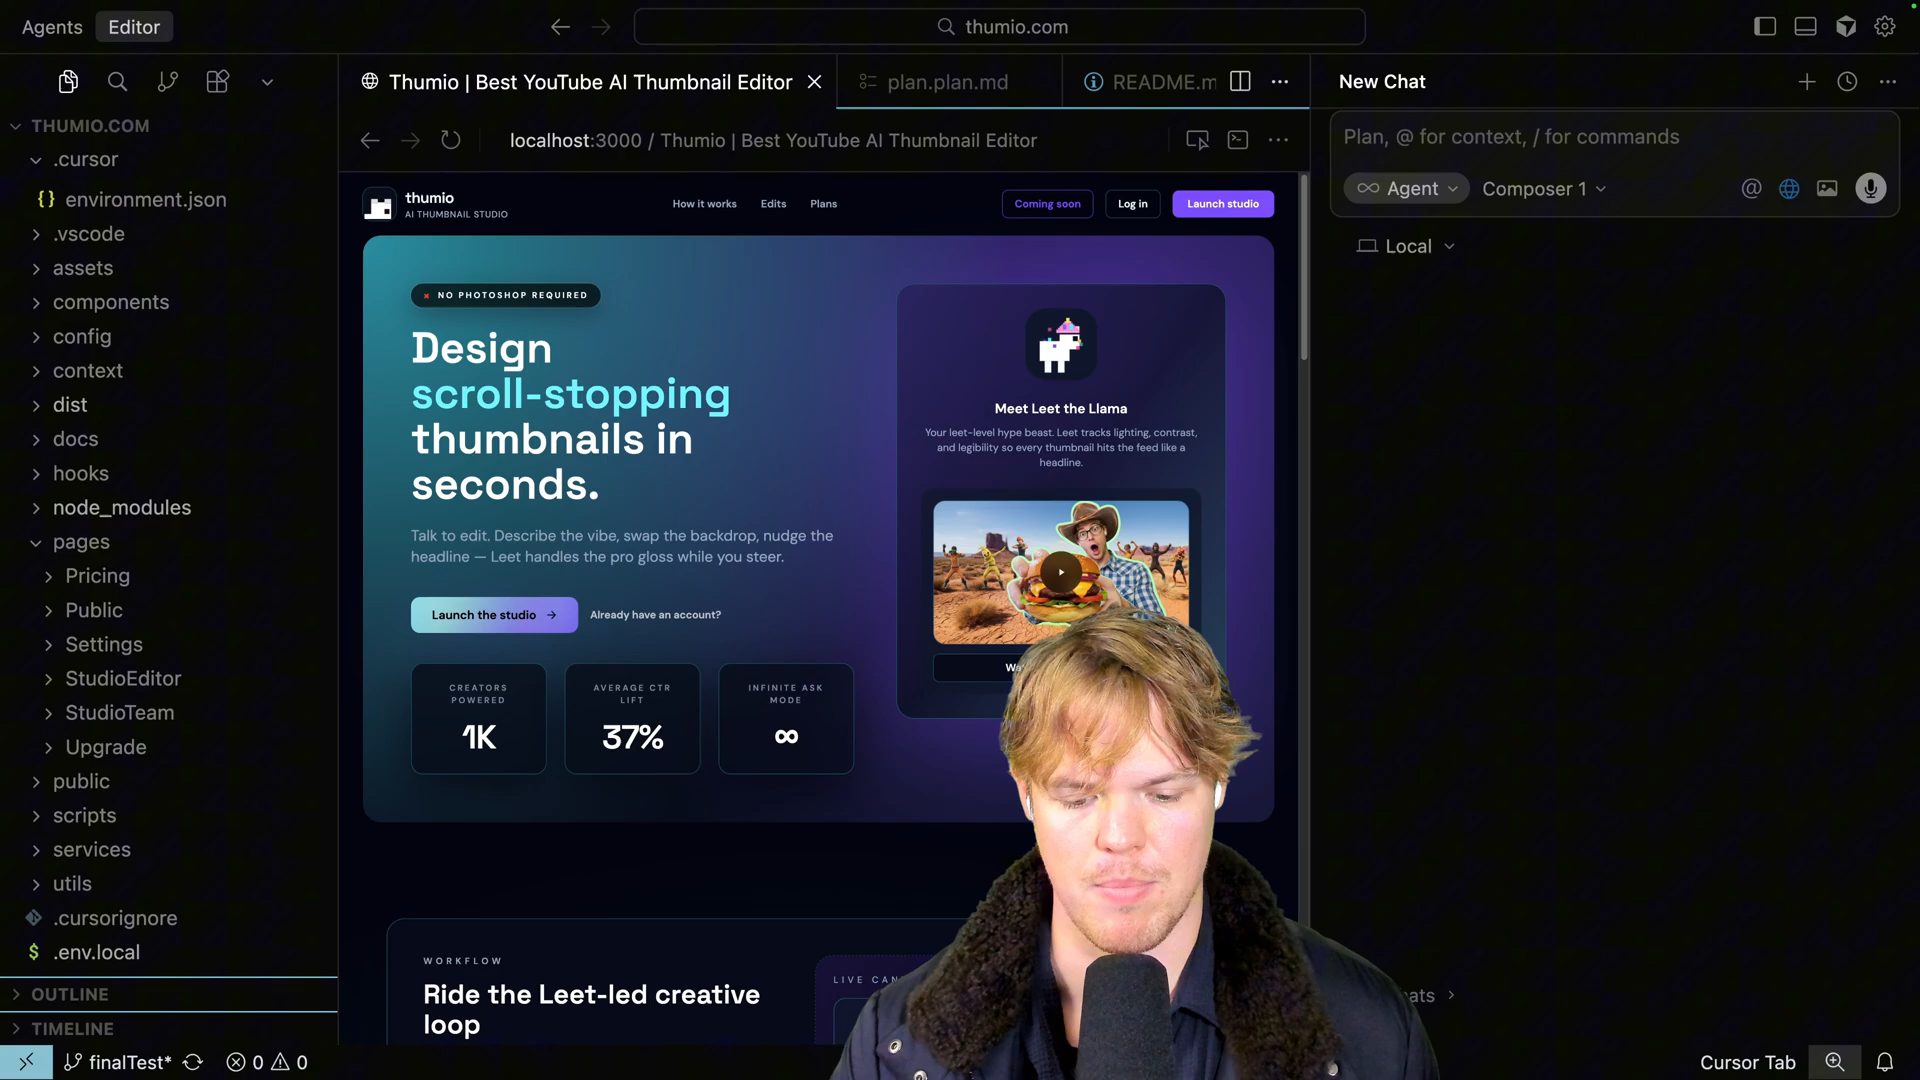 Agents Editor
thumio.com
Thumio | Best YouTube AI Thumbnail Editor
plan.plan.md
README.m
New Chat
THUMIO.COM
.cursor
environment.json
.vscode
assets
components
config
context
dist
docs
hooks
node_modules
pages
Pricing
Public
Settings
StudioEditor
StudioTeam
Upgrade
public
scripts
services
utils
.cursorignore
$ .env.local
OUTLINE
TIMELINE
localhost:3000 / Thumio | Best YouTube AI Thumbnail Editor
thumio
AI THUMBNAIL STUDIO
How it works Edits Plans
Coming soon Log in Launch studio
NO PHOTOSHOP REQUIRED
Design
scroll-stopping
thumbnails in
seconds.
Talk to edit. Describe the vibe, swap the backdrop, nudge the
headline — Leet handles the pro gloss while you steer.
Launch the studio → Already have an account?
CREATORS
POWERED
1K
AVERAGE CTR
LIFT
37%
INFINITE ASK
MODE
∞
Meet Leet the Llama
Your leet-level hype beast. Leet tracks lighting, contrast,
and legibility so every thumbnail hits the feed like a
headline.
WORKFLOW
Ride the Leet-led creative
loop
LIVE
Plan, @ for context, / for commands
Agent Composer 1
Local
finalTest* 0 0
Cursor Tab